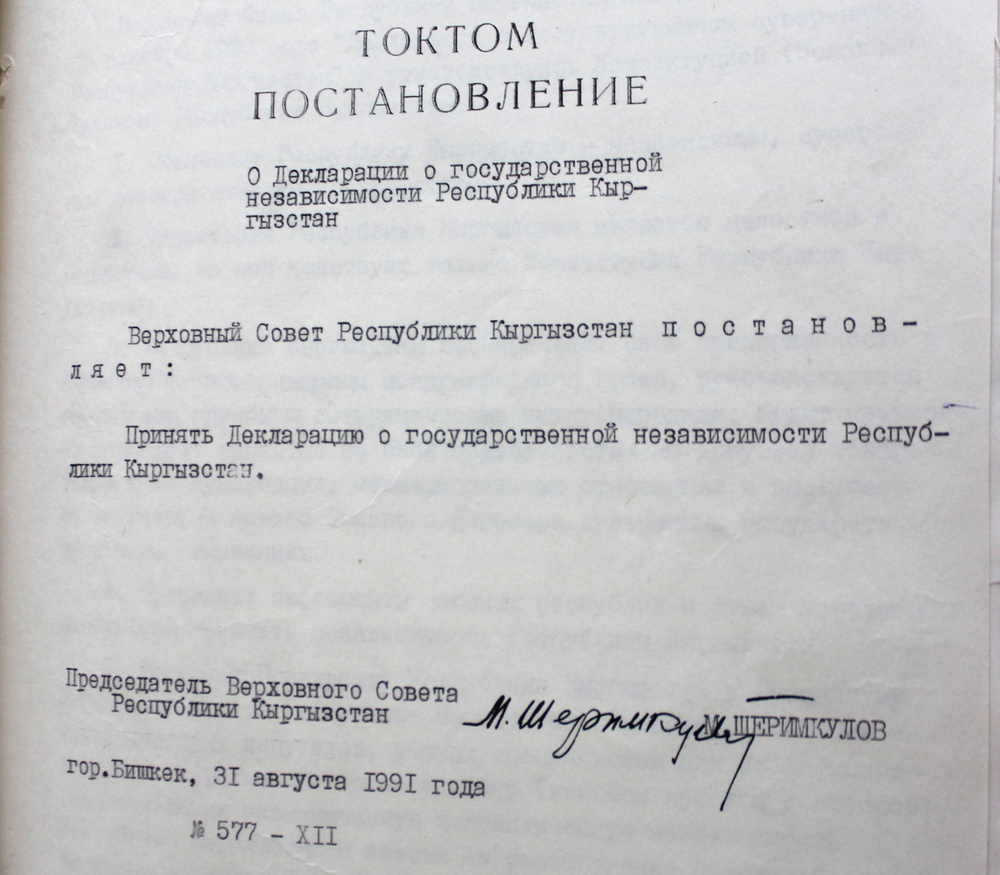 ТОКТОМ
ПОСТАНОВЛЕНИЕ
О Декларации о государственной
независимости Республики Кыр-
гызстан
Верховный Совет Республики Кыргызстан п о с т а н о в -
л я е т :
Принять Декларацию о государственной независимости Респуб-
лики Кыргызстан.
Председатель Верховного Совета
Республики Кыргызстан
М.Шеримкулов М.ШЕРИМКУЛОВ
гор.Бишкек, 31 августа 1991 года
№ 577 - XII